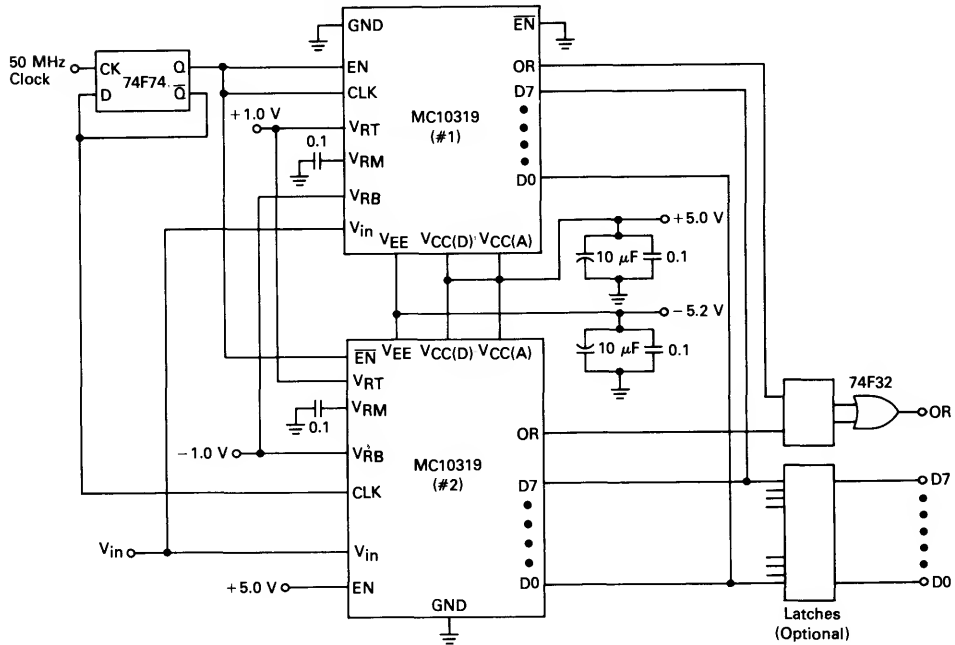 50 MHz
Clock
CK
Q
74F74
D
Q̅
GND
E̅N̅
EN
OR
CLK
D7
+1.0 V
VRT
MC10319
(#1)
0.1
VRM
D0
VRB
Vin
VEE
VCC(D)
VCC(A)
+5.0 V
10 μF
0.1
−5.2 V
10 μF
0.1
VEE
VCC(D)
VCC(A)
E̅N̅
VRT
VRM
0.1
OR
74F32
OR
−1.0 V
VRB
MC10319
(#2)
CLK
D7
D7
Vin
Vin
+5.0 V
EN
D0
D0
GND
Latches
(Optional)